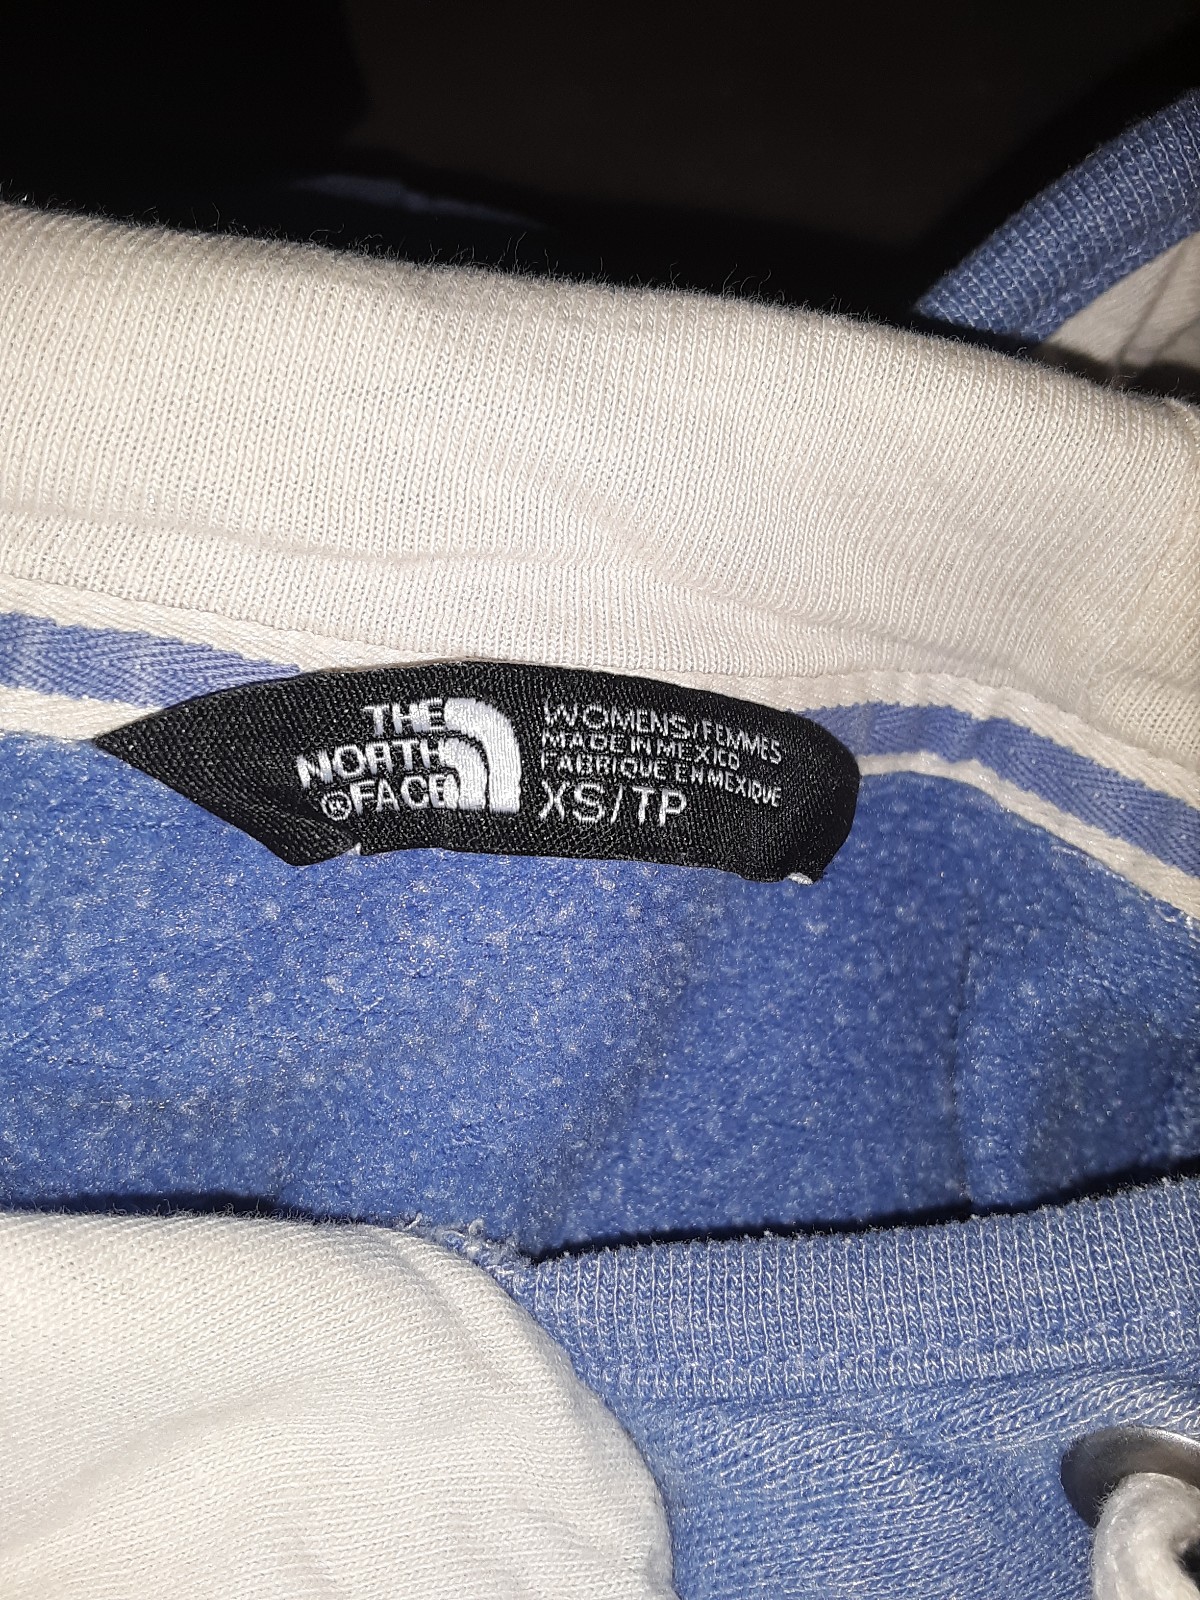 THE
NORTH
®FACE
WOMENS/FEMMES
MADE IN MEXICO
FABRIQUE EN MEXIQUE
XS/TP